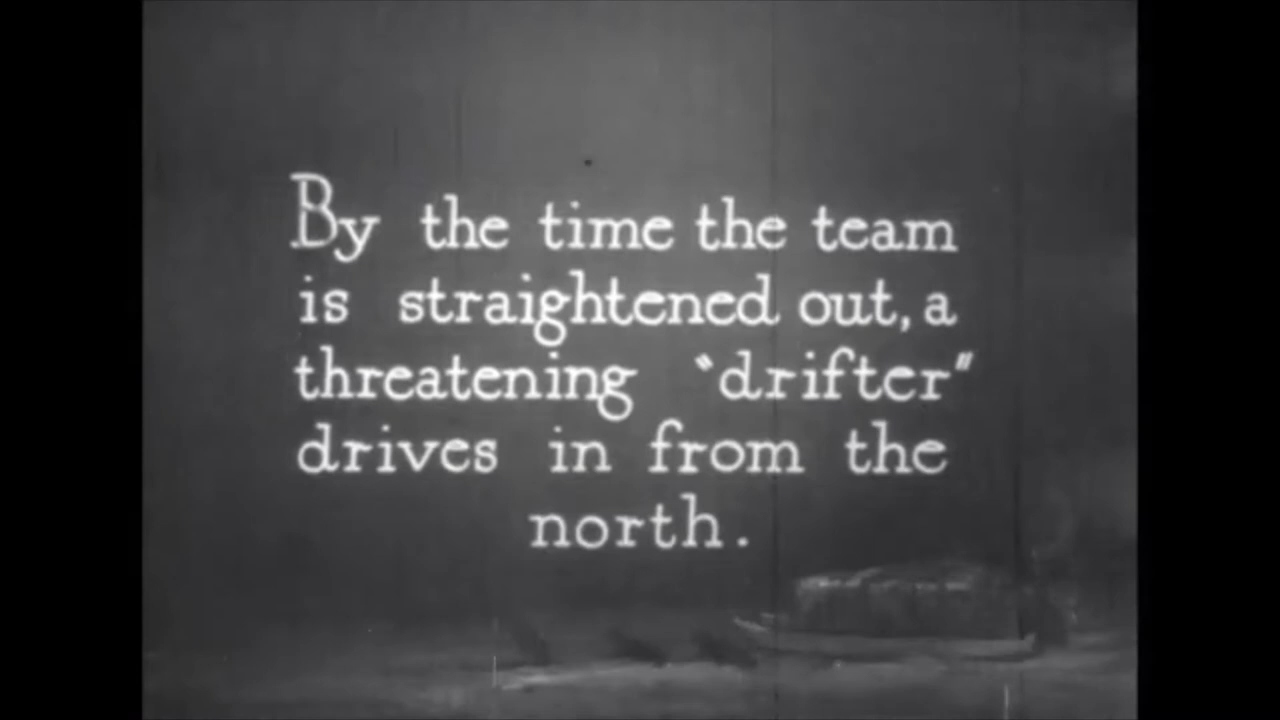 By the time the team
is straightened out, a
threatening "drifter"
drives in from the
north.